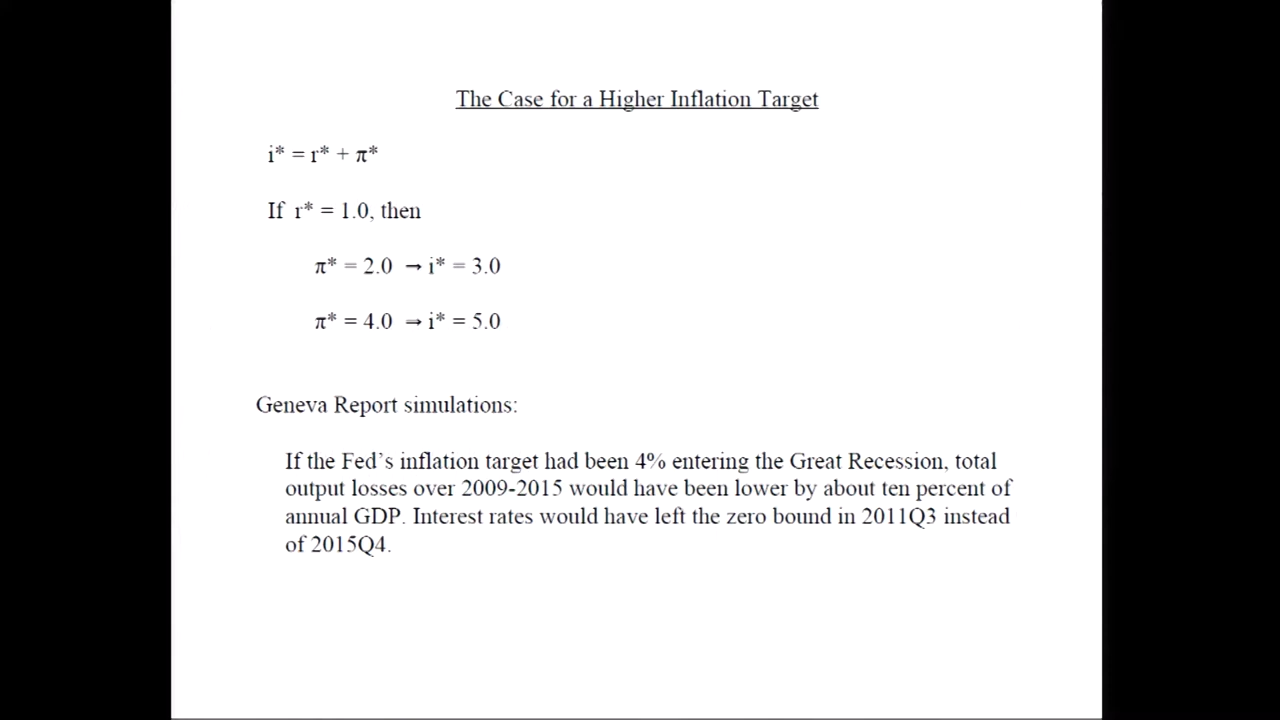 The Case for a Higher Inflation Target
i* = r* + π*
If r* = 1.0, then
π* = 2.0 → i* = 3.0
π* = 4.0 → i* = 5.0
Geneva Report simulations:
If the Fed’s inflation target had been 4% entering the Great Recession, total
output losses over 2009-2015 would have been lower by about ten percent of
annual GDP. Interest rates would have left the zero bound in 2011Q3 instead
of 2015Q4.